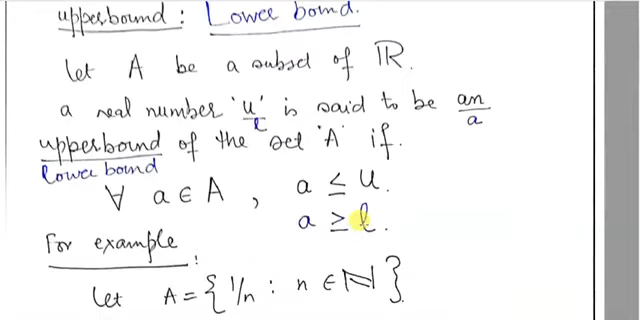 upperbound : Lower bond.
Let A be a subset of ℝ.
a real number 'u' is said to be an
l a
upperbound of the set 'A' if.
lower bound
∀ a ∈ A , a ≤ u.
a ≥ l.
For example :
Let A = { 1/n : n ∈ ℕ }.